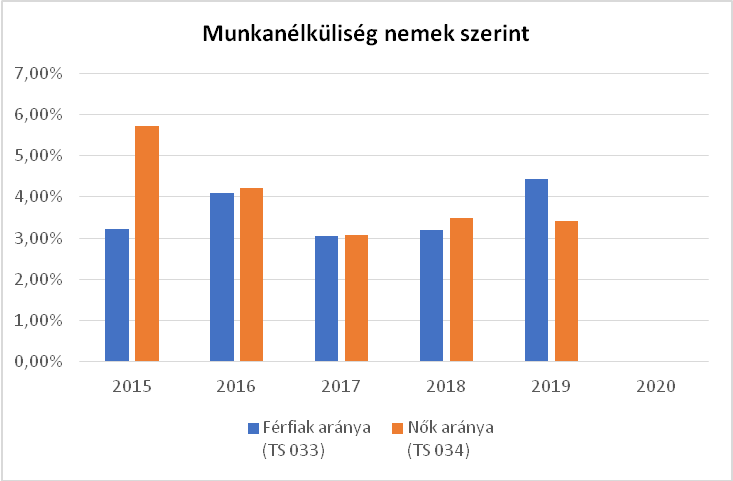 Munkanélküliség nemek szerint
7,00%
6,00%
5,00%
4,00%
3,00%
2,00%
1,00%
0,00%
2015 2016 2017 2018 2019 2020
Férfiak aránya
(TS 033)
Nők aránya
(TS 034)